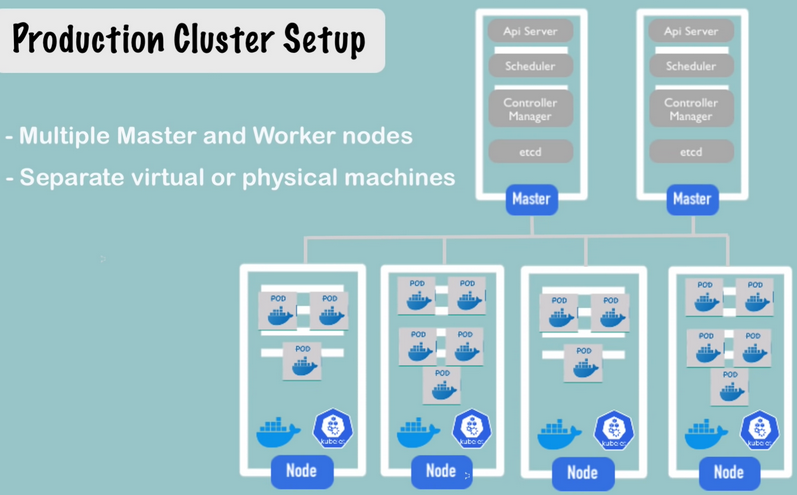 Production Cluster Setup
- Multiple Master and Worker nodes
- Separate virtual or physical machines
Api Server
Scheduler
Controller
Manager
etcd
Master
Api Server
Scheduler
Controller
Manager
etcd
Master
POD
POD
POD
Node
POD
POD
POD
POD
POD
Node
POD
POD
POD
Node
POD
POD
POD
POD
POD
Node